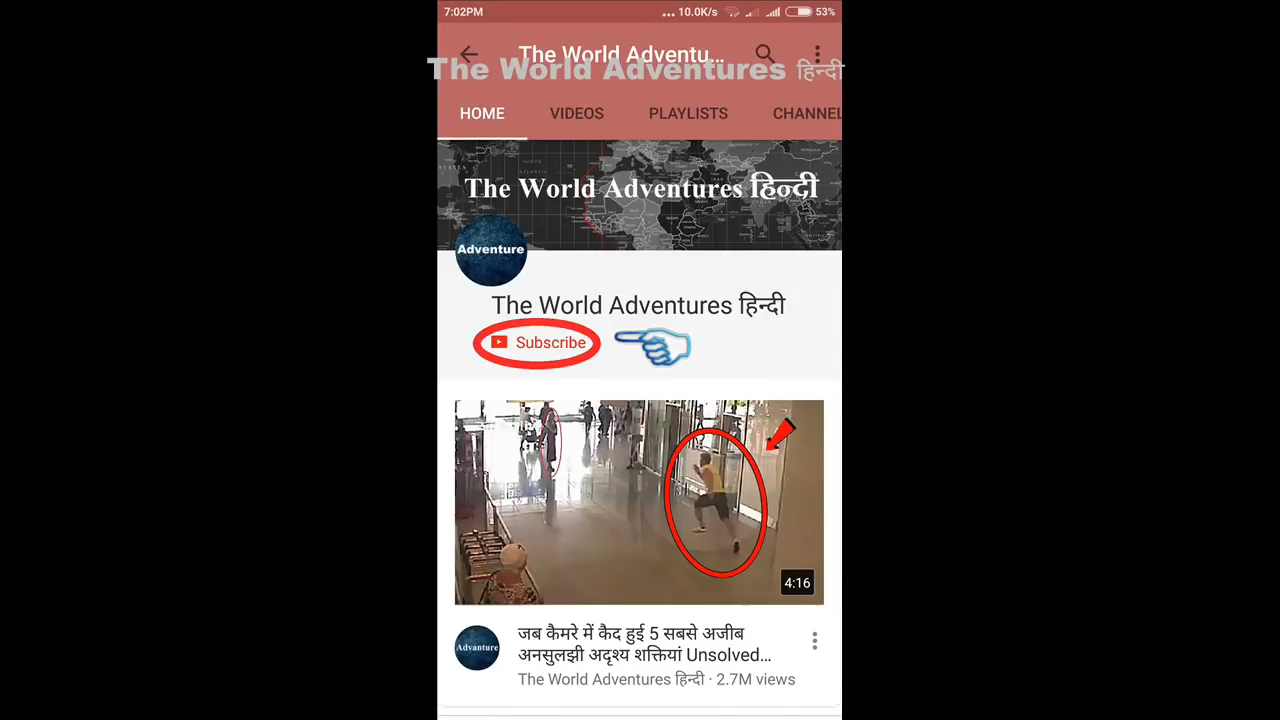 7:02PM
... 10.0K/s
53%
The World Adventu...
The World Adventures हिन्दी
HOME VIDEOS PLAYLISTS CHANNEL
The World Adventures हिन्दी
Adventure
The World Adventures हिन्दी
Subscribe
4:16
जब कैमरे में कैद हुई 5 सबसे अजीब
अनसुलझी अदृश्य शक्तियां Unsolved...
Advanture
The World Adventures हिन्दी · 2.7M views